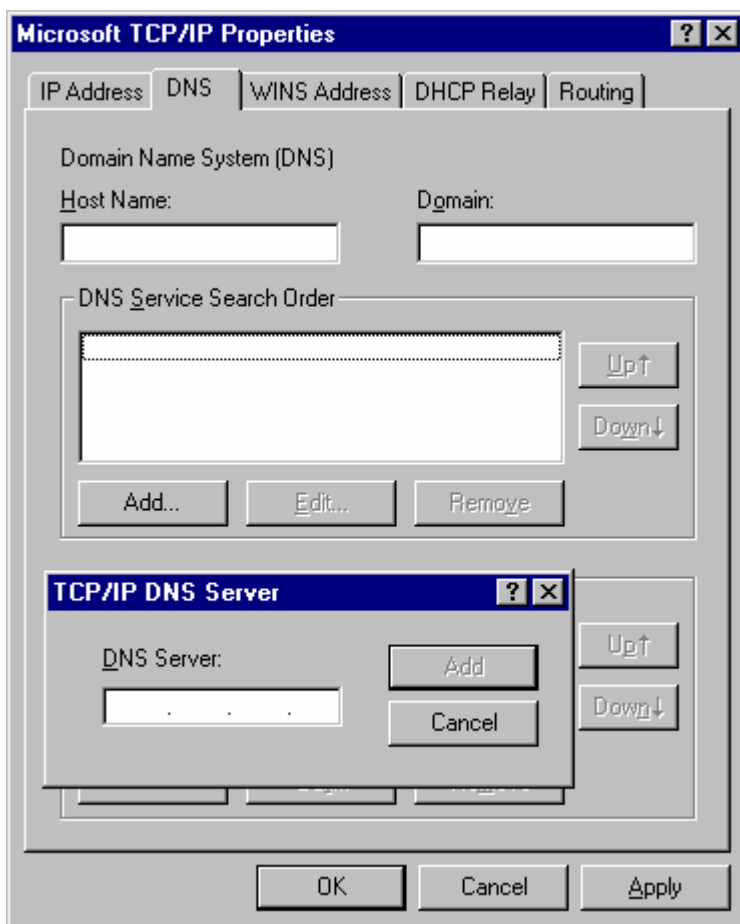 Microsoft TCP/IP Properties
IP Address DNS WINS Address DHCP Relay Routing
Domain Name System (DNS)
Host Name: Domain:
DNS Service Search Order
Up↑
Down↓
Add... Edit... Remove
TCP/IP DNS Server
DNS Server:
Add
. . .
Cancel
Up↑
Down↓
OK Cancel Apply